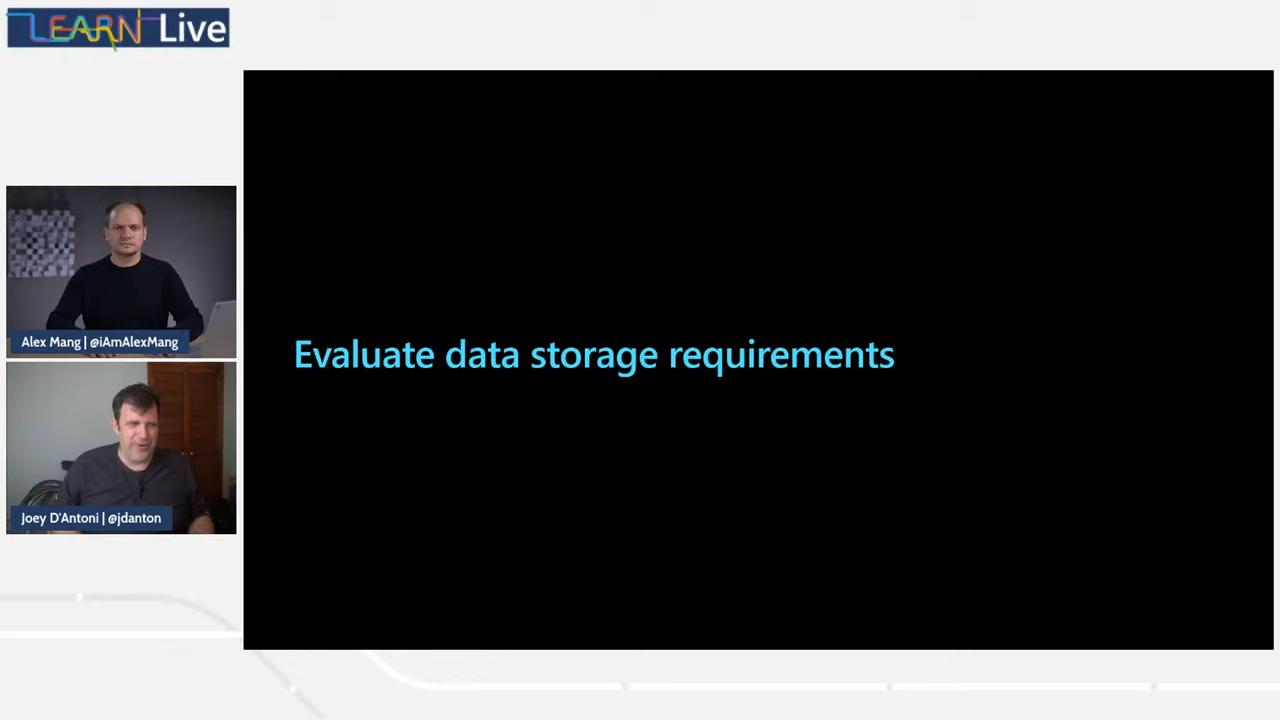 LEARN Live
Alex Mang | @iAmAlexMang
Joey D'Antoni | @jdanton
Evaluate data storage requirements